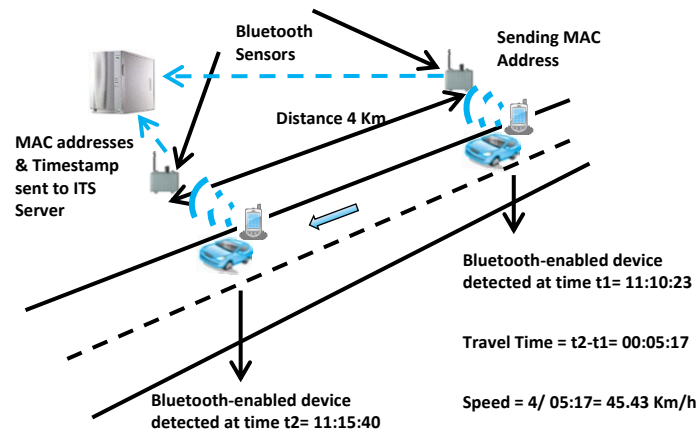 Bluetooth
Sensors
Sending MAC
Address
Distance 4 Km
MAC addresses
& Timestamp
sent to ITS
Server
Bluetooth-enabled device
detected at time t1= 11:10:23
Travel Time = t2-t1= 00:05:17
Speed = 4/ 05:17= 45.43 Km/h
Bluetooth-enabled device
detected at time t2= 11:15:40